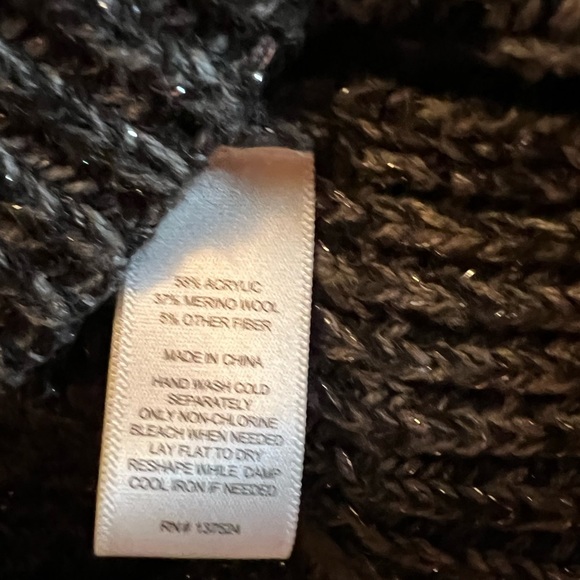 58% ACRYLIC
37% MERINO WOOL
5% OTHER FIBER
MADE IN CHINA
HAND WASH COLD
SEPARATELY
ONLY NON-CHLORINE
BLEACH WHEN NEEDED
LAY FLAT TO DRY
RESHAPE WHILE DAMP
COOL IRON IF NEEDED
RN# 137524